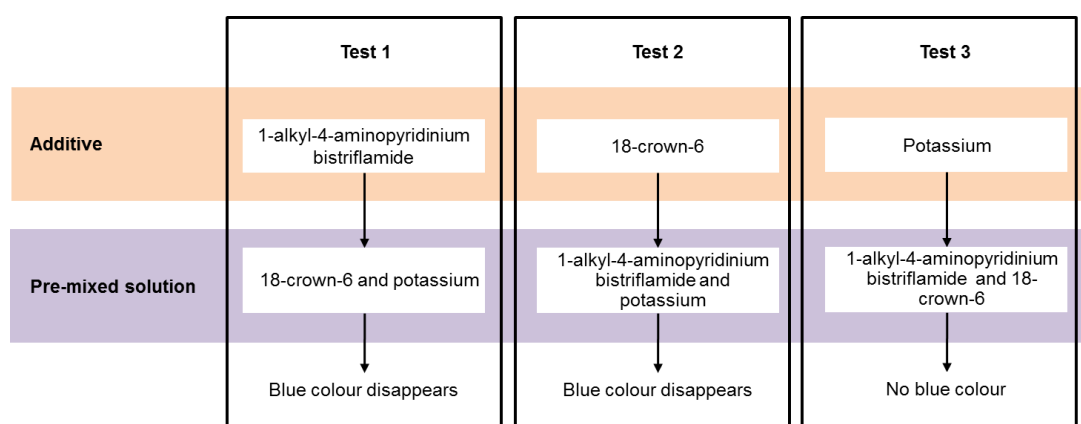 Test 1
Test 2
Test 3
Additive
1-alkyl-4-aminopyridinium
bistriflamide
18-crown-6
Potassium
Pre-mixed solution
18-crown-6 and potassium
1-alkyl-4-aminopyridinium
bistriflamide and
potassium
1-alkyl-4-aminopyridinium
bistriflamide and 18-
crown-6
Blue colour disappears
Blue colour disappears
No blue colour